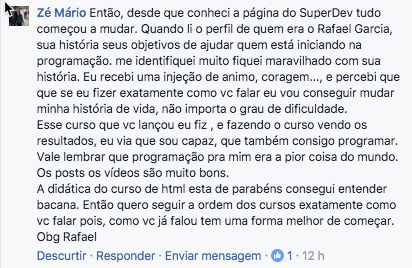 Zé Mário Então, desde que conheci a página do SuperDev tudo
começou a mudar. Quando li o perfil de quem era o Rafael Garcia,
sua história seus objetivos de ajudar quem está iniciando na
programação. me identifiquei muito fiquei maravilhado com sua
história. Eu recebi uma injeção de animo, coragem..., e percebi que
que se eu fizer exatamente como vc falar eu vou conseguir mudar
minha história de vida, não importa o grau de dificuldade.
Esse curso que vc lançou eu fiz , e fazendo o curso vendo os
resultados, eu via que sou capaz, que também consigo programar.
Vale lembrar que programação pra mim era a pior coisa do mundo.
Os posts os vídeos são muito bons.
A didática do curso de html esta de parabéns consegui entender
bacana. Então quero seguir a ordem dos cursos exatamente como
vc falar pois, como vc já falou tem uma forma melhor de começar.
Obg Rafael
Descurtir · Responder · Enviar mensagem · 1 · 12 h